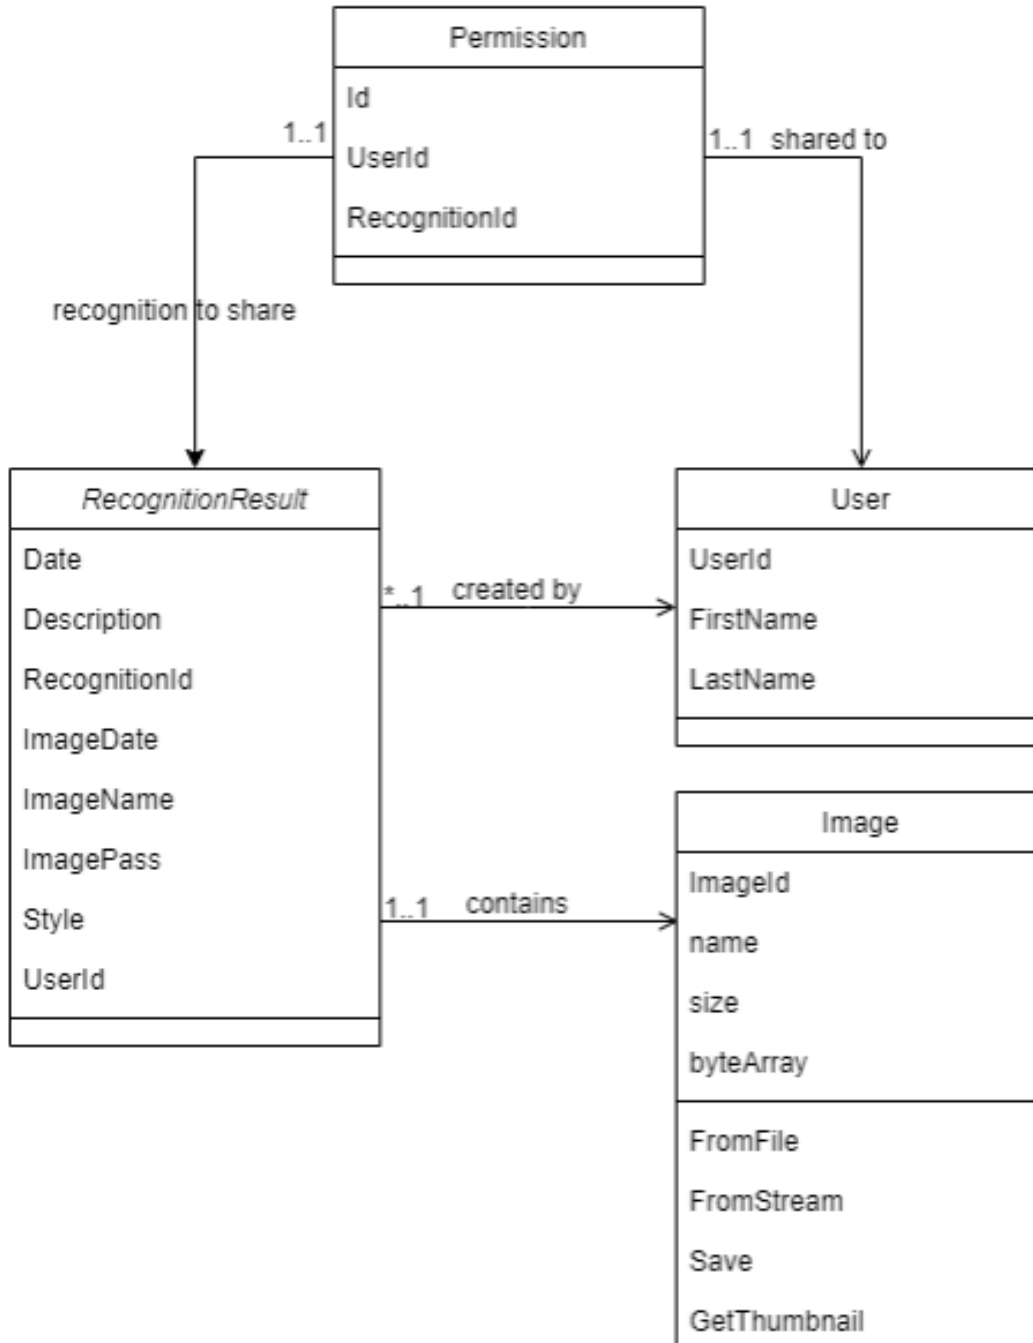 Permission
Id
UserId
RecognitionId
1..1
1..1 shared to
recognition to share
RecognitionResult
Date
Description
RecognitionId
ImageDate
ImageName
ImagePass
Style
UserId
*..1 created by
1..1 contains
User
UserId
FirstName
LastName
Image
ImageId
name
size
byteArray
FromFile
FromStream
Save
GetThumbnail